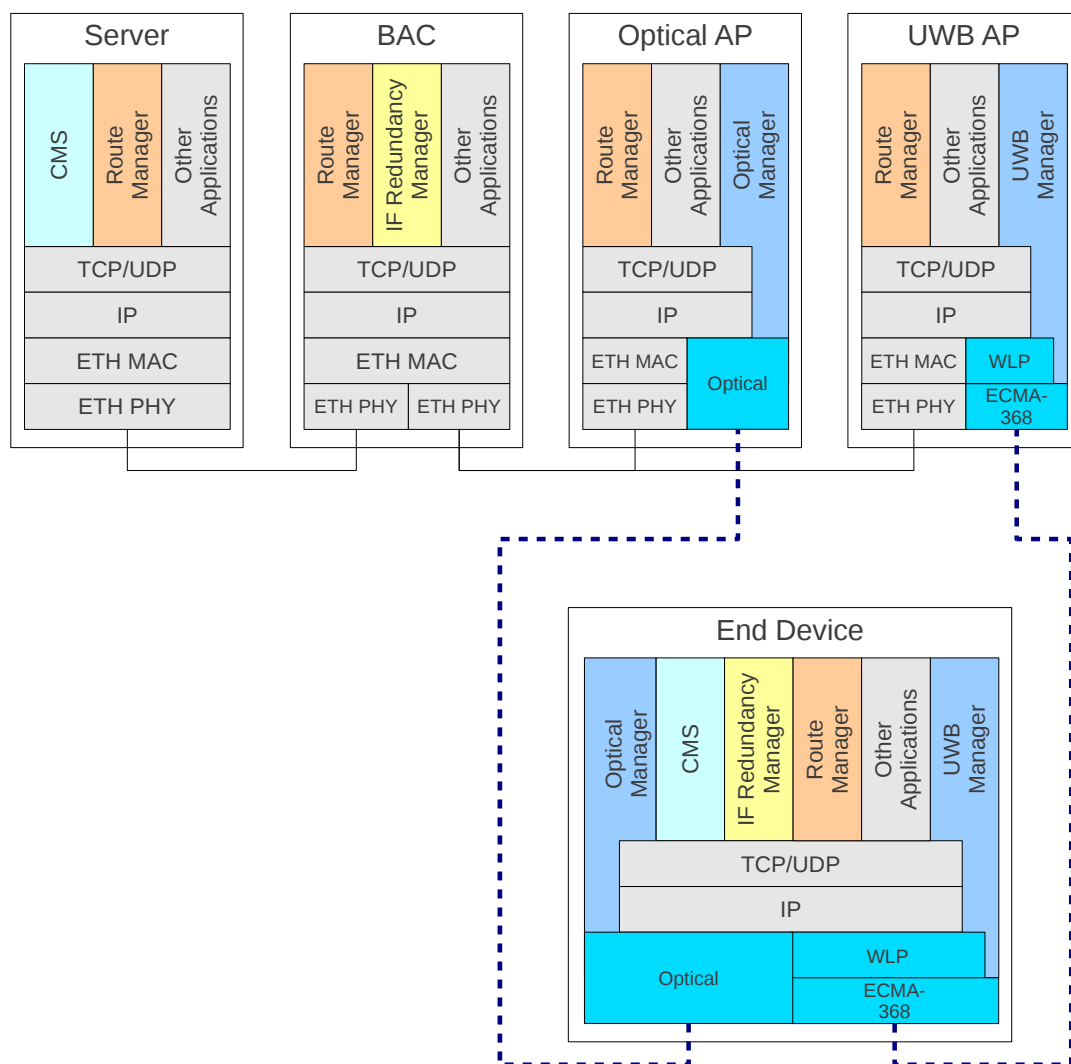 Server
CMS
Route
Manager
Other
Applications
TCP/UDP
IP
ETH MAC
ETH PHY
BAC
Route
Manager
IF Redundancy
Manager
Other
Applications
TCP/UDP
IP
ETH MAC
ETH PHY
ETH PHY
Optical AP
Route
Manager
Other
Applications
Optical
Manager
TCP/UDP
IP
ETH MAC
Optical
ETH PHY
UWB AP
Route
Manager
Other
Applications
UWB
Manager
TCP/UDP
IP
ETH MAC
WLP
ETH PHY
ECMA-
368
End Device
Optical
Manager
CMS
IF Redundancy
Manager
Route
Manager
Other
Applications
UWB
Manager
TCP/UDP
IP
Optical
WLP
ECMA-
368